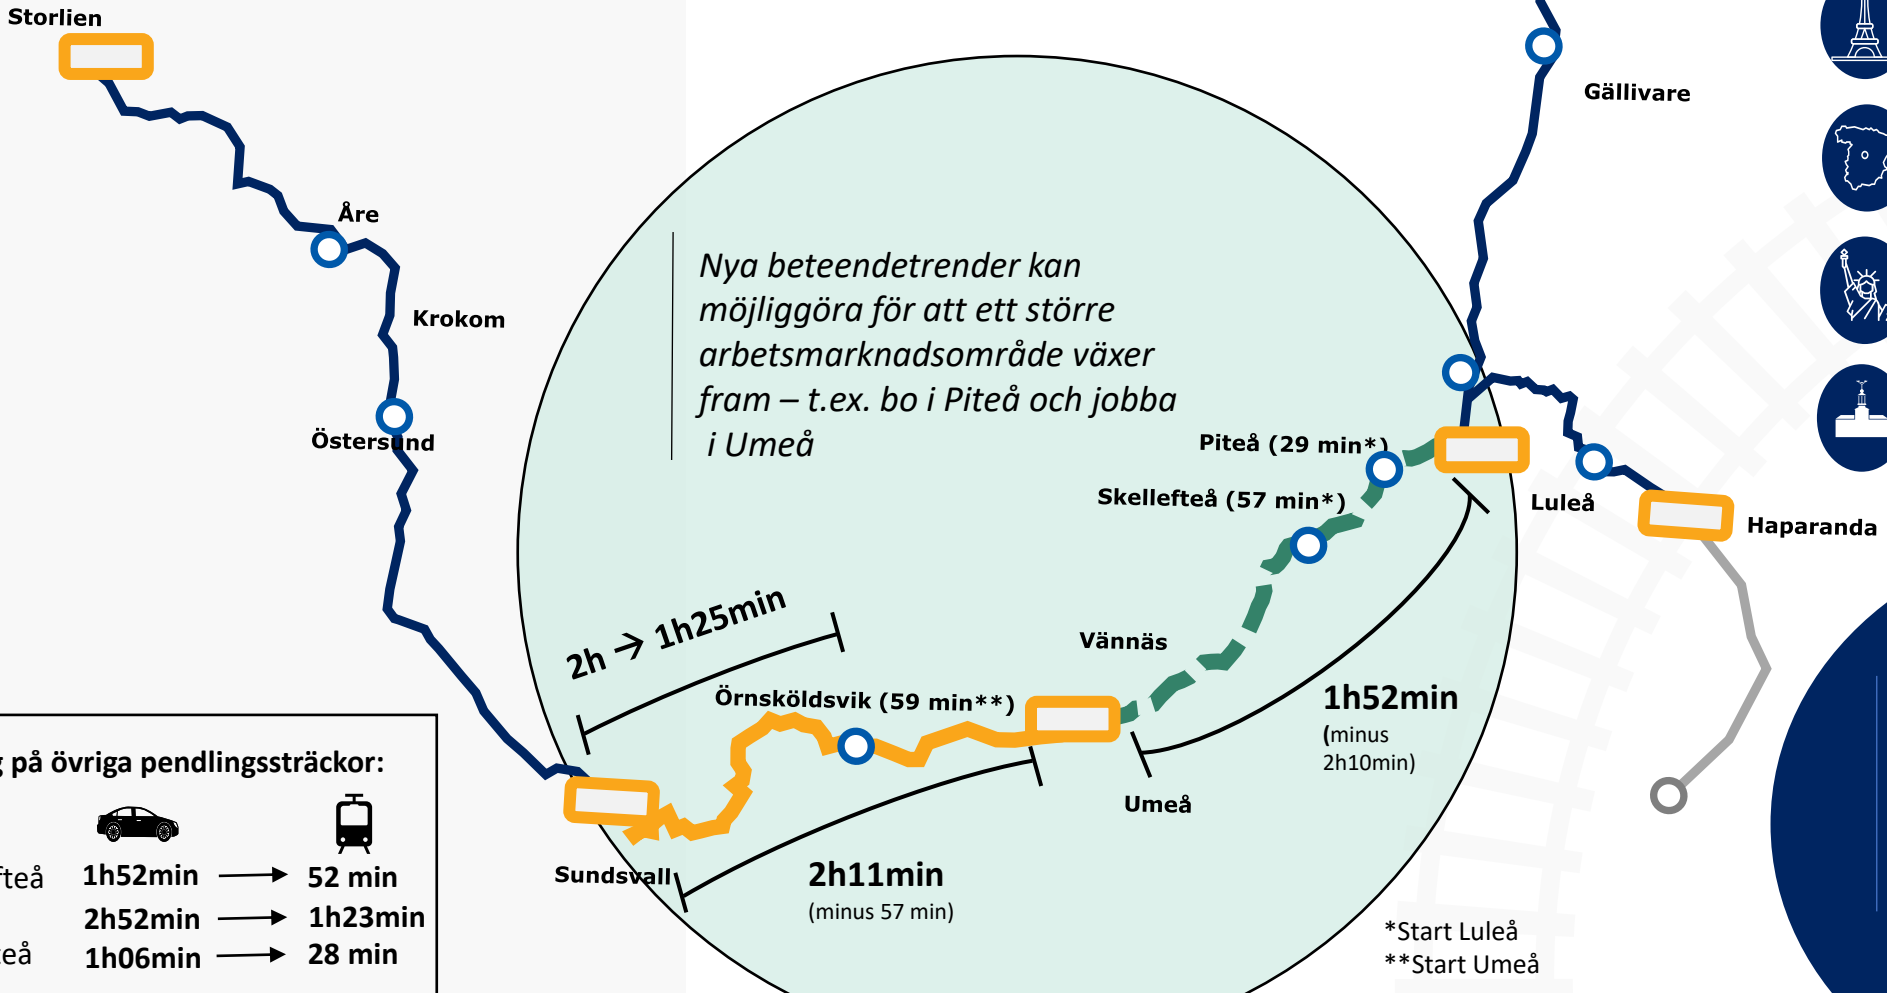 Storlien
Gällivare
Åre
Krokom
Östersund
Nya beteendetrender kan
möjliggöra för att ett större
arbetsmarknadsområde växer
fram – t.ex. bo i Piteå och jobba
i Umeå
Piteå (29 min*)
Skellefteå (57 min*)
Luleå
Haparanda
2h → 1h25min
Vännäs
Örnsköldsvik (59 min**)
1h52min
(minus
2h10min)
Umeå
Sundsvall
2h11min
(minus 57 min)
på övriga pendlingssträckor:
1h52min
52 min
2h52min
1h23min
1h06min
28 min
*Start Luleå
**Start Umeå